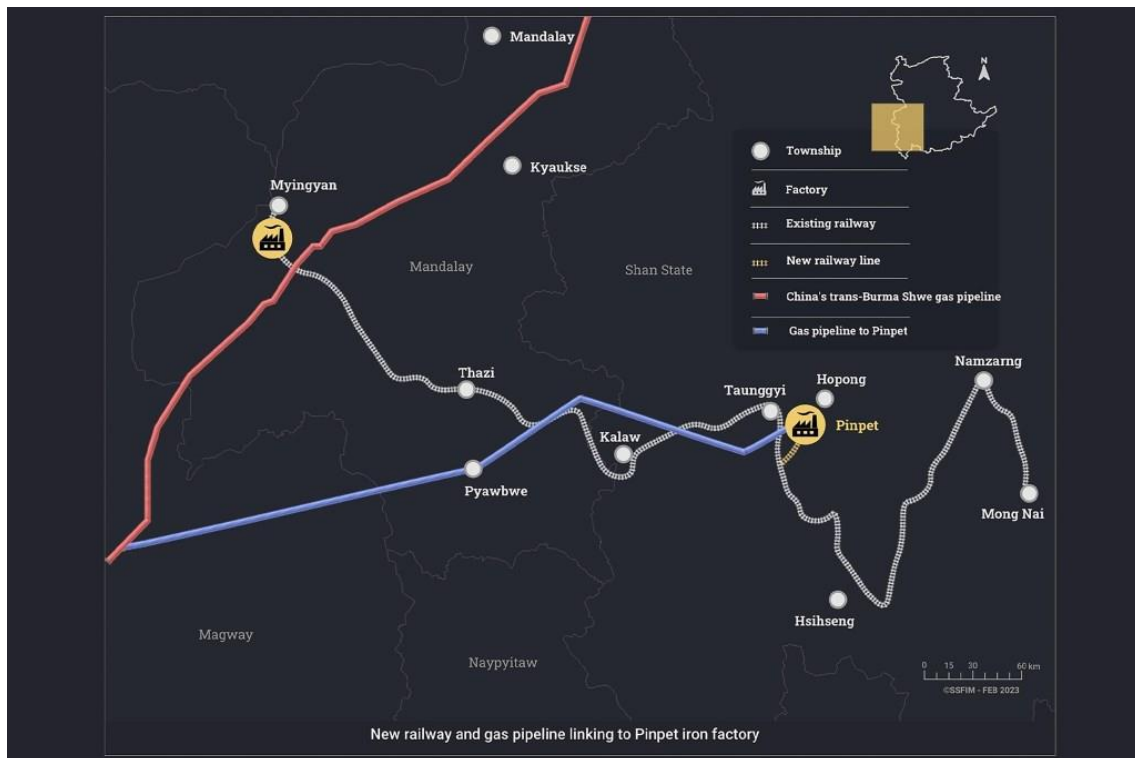 Mandalay
N
Kyaukse
Township
Myingyan
Factory
Existing railway
Mandalay
Shan State
New railway line
China's trans-Burma Shwe gas pipeline
Gas pipeline to Pinpet
Namzarng
Thazi
Hopong
Taunggyi
Pinpet
Kalaw
Pyawbwe
Mong Nai
Hsihseng
Magway
Naypyitaw
0 15 30 60 km
©SSFIM - FEB 2023
New railway and gas pipeline linking to Pinpet iron factory